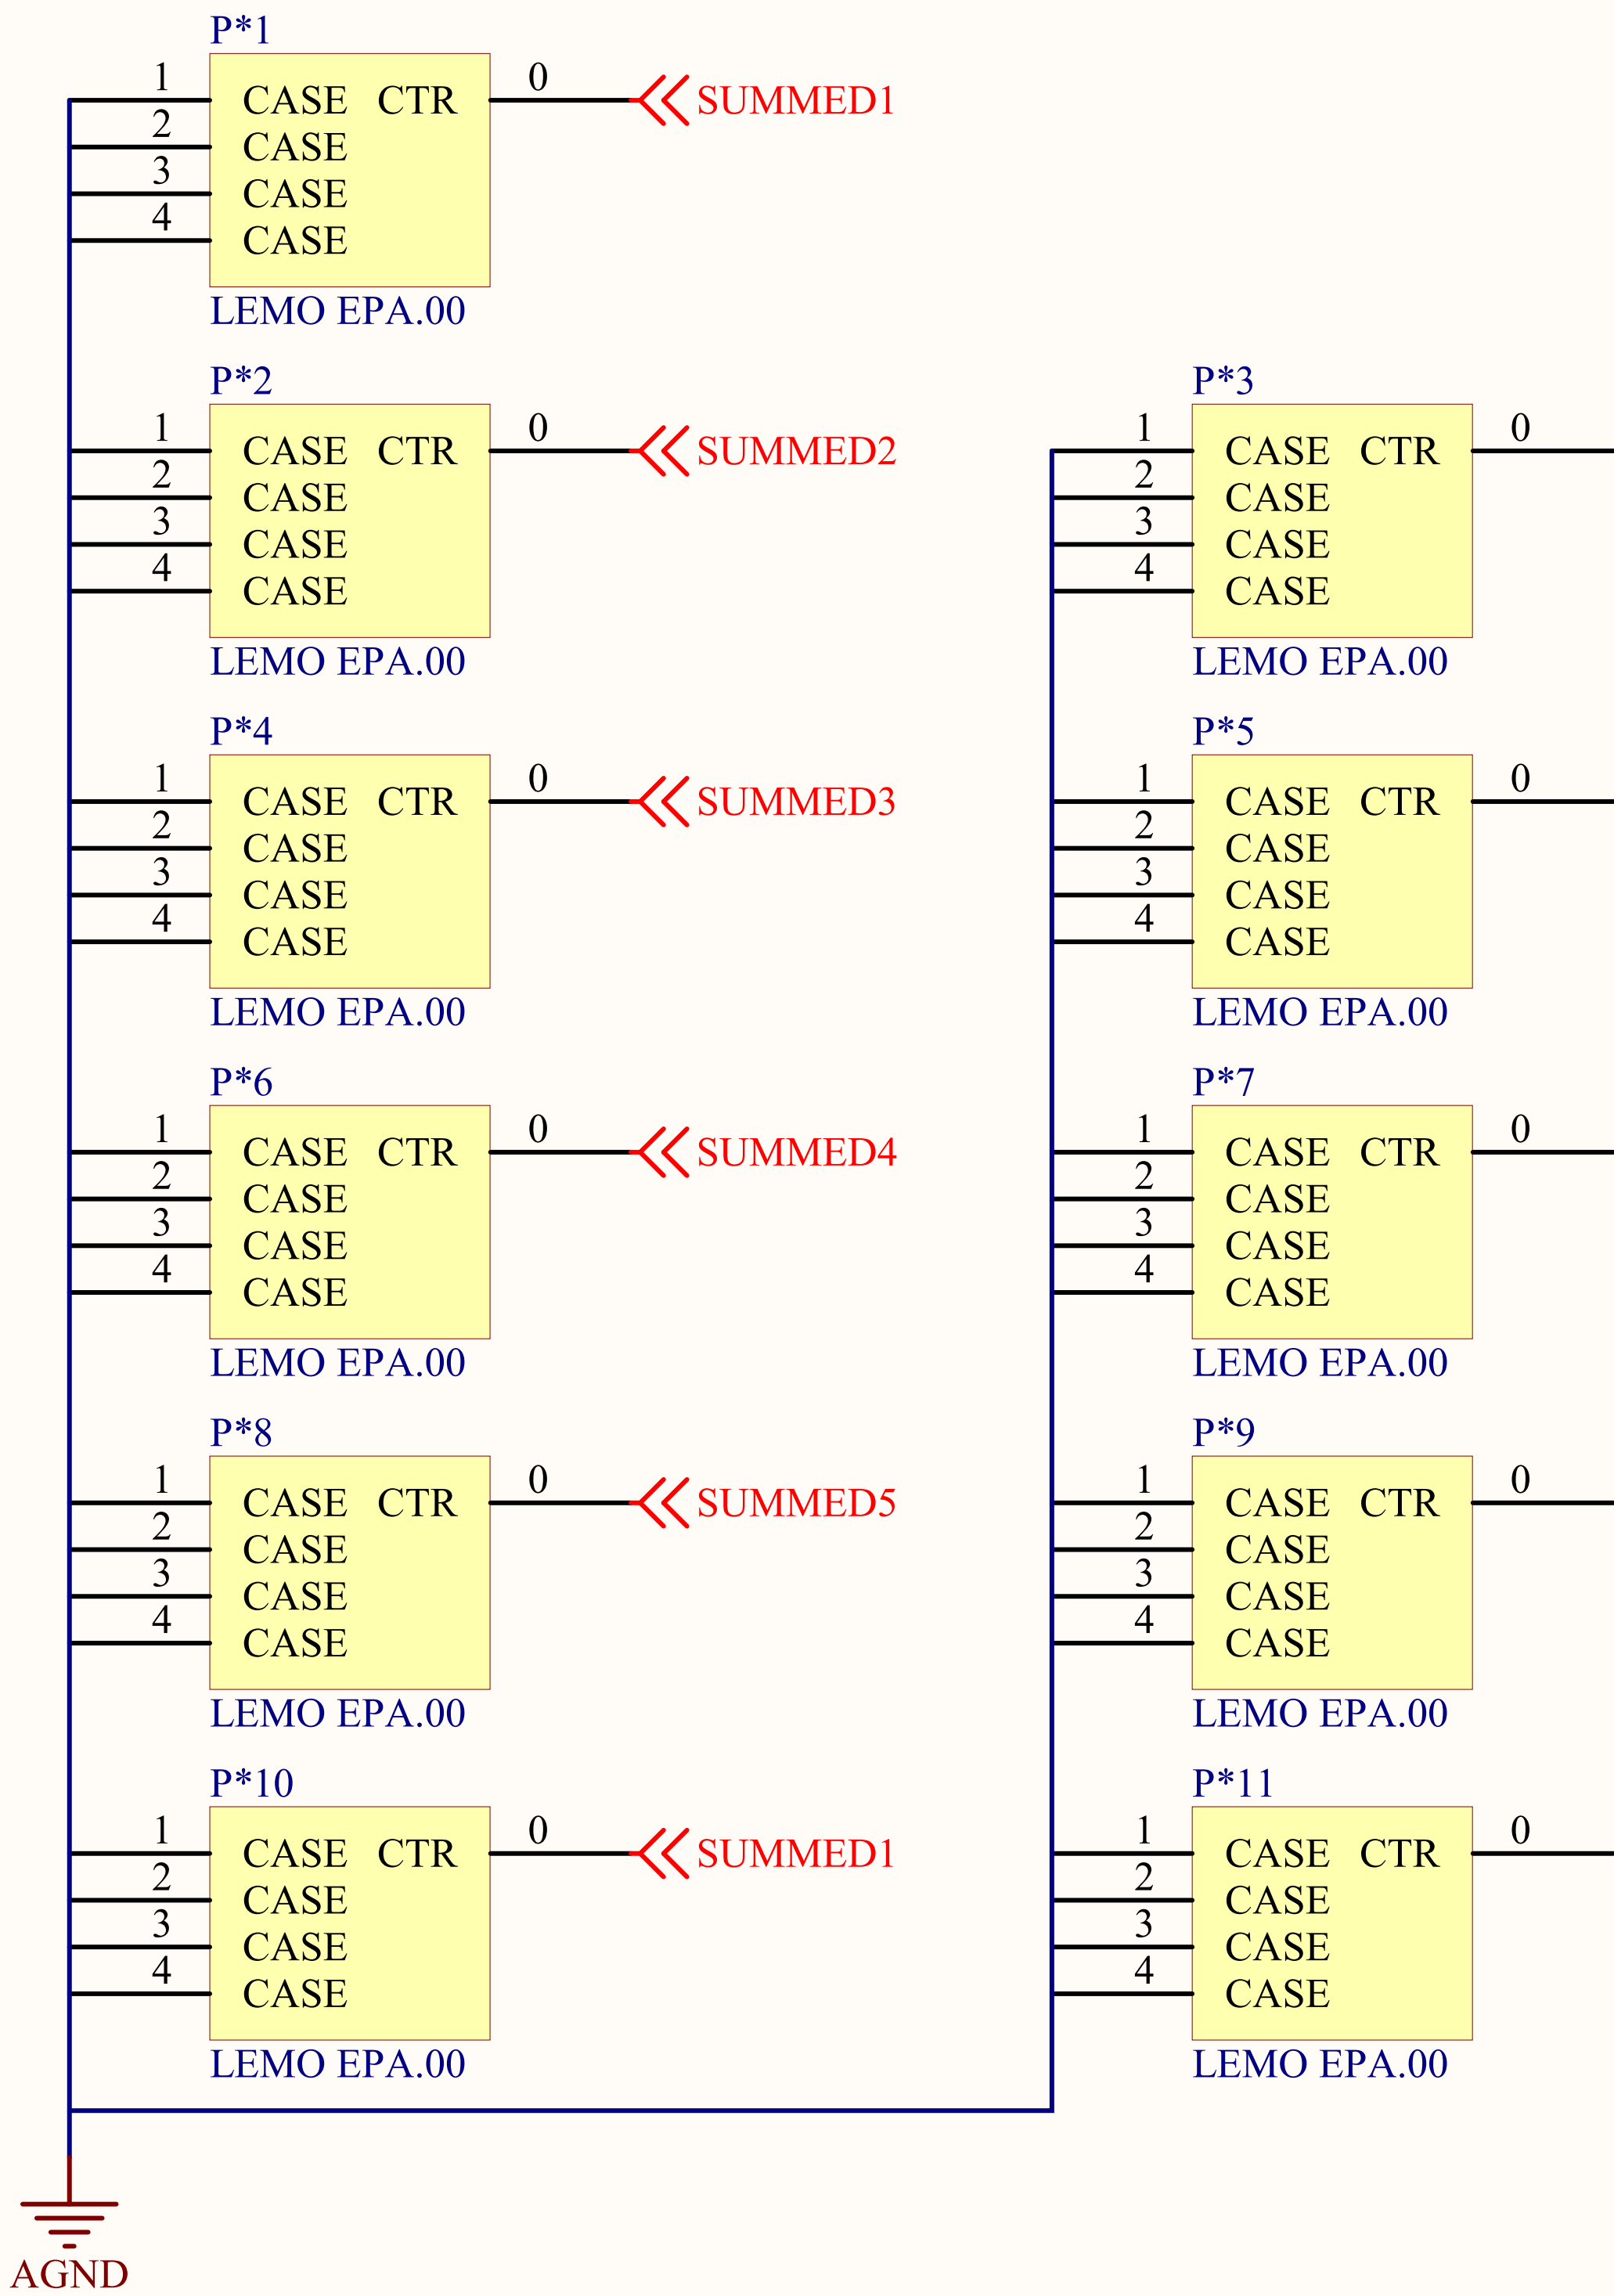 P*1
1 CASE CTR 0 SUMMED1
2 CASE
3 CASE
4 CASE
LEMO EPA.00
P*2
1 CASE CTR 0 SUMMED2
2 CASE
3 CASE
4 CASE
LEMO EPA.00
P*3
1 CASE CTR 0
2 CASE
3 CASE
4 CASE
LEMO EPA.00
P*4
1 CASE CTR 0 SUMMED3
2 CASE
3 CASE
4 CASE
LEMO EPA.00
P*5
1 CASE CTR 0
2 CASE
3 CASE
4 CASE
LEMO EPA.00
P*6
1 CASE CTR 0 SUMMED4
2 CASE
3 CASE
4 CASE
LEMO EPA.00
P*7
1 CASE CTR 0
2 CASE
3 CASE
4 CASE
LEMO EPA.00
P*8
1 CASE CTR 0 SUMMED5
2 CASE
3 CASE
4 CASE
LEMO EPA.00
P*9
1 CASE CTR 0
2 CASE
3 CASE
4 CASE
LEMO EPA.00
P*10
1 CASE CTR 0 SUMMED1
2 CASE
3 CASE
4 CASE
LEMO EPA.00
P*11
1 CASE CTR 0
2 CASE
3 CASE
4 CASE
LEMO EPA.00
AGND